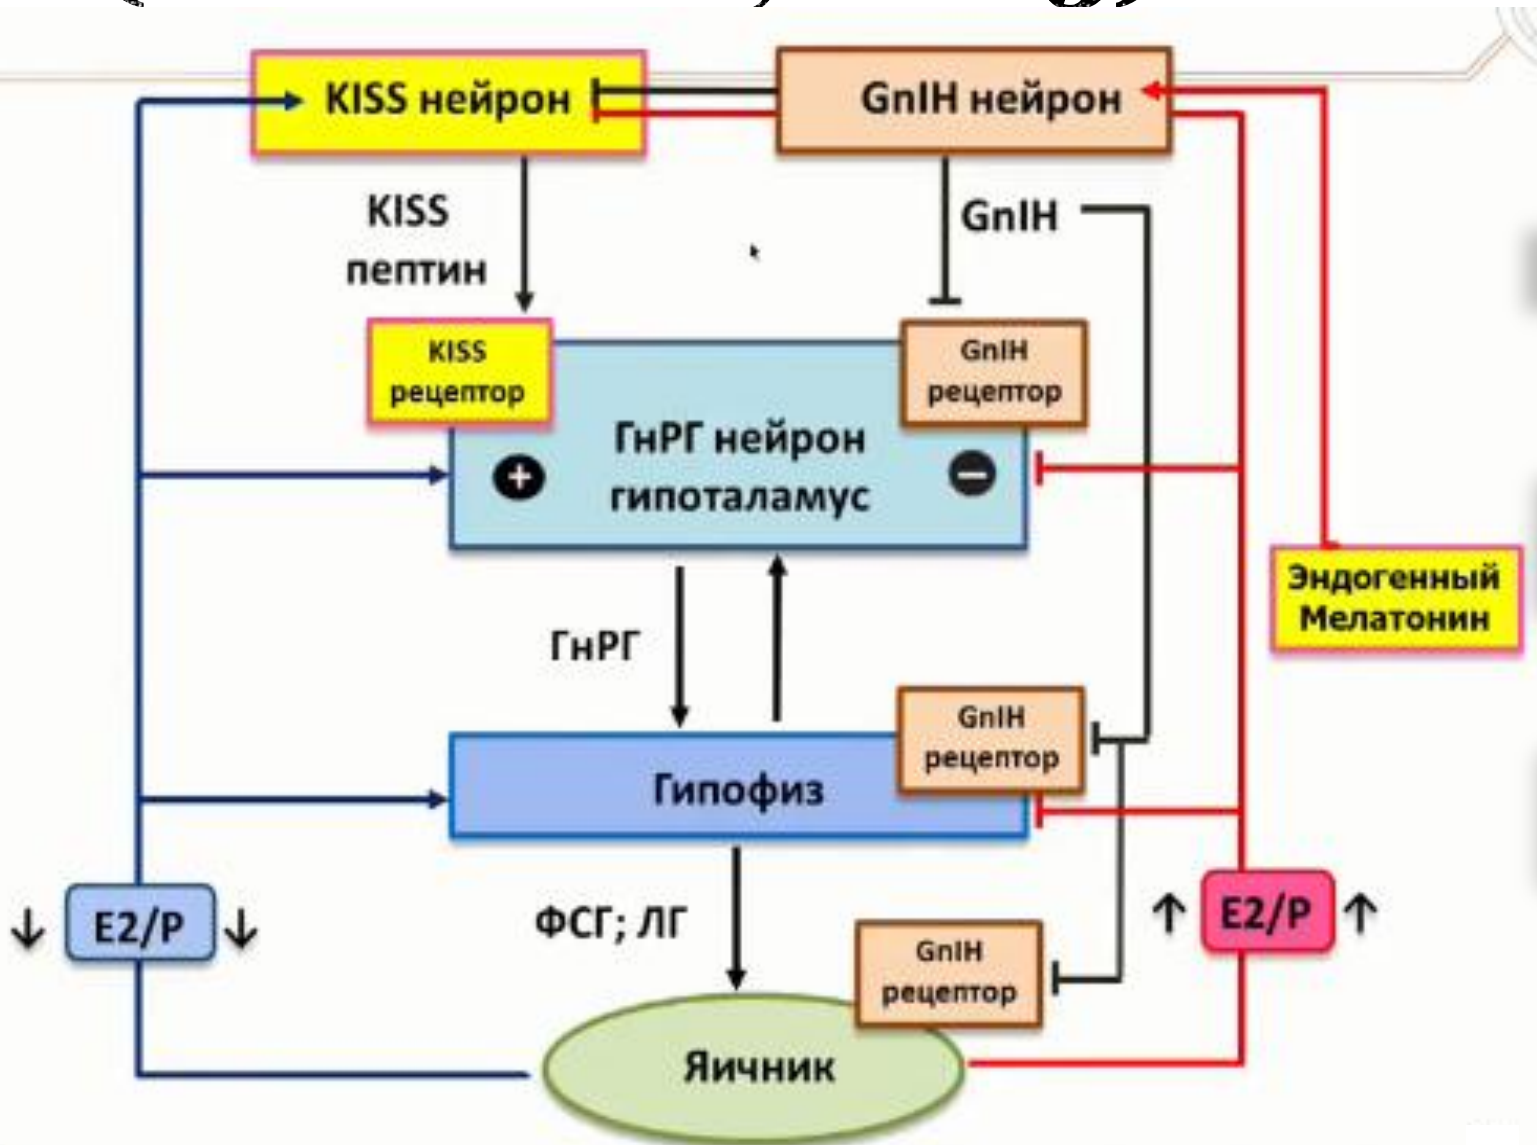 KISS нейрон
GnIH нейрон
KISS
пептин
GnIH
KISS
рецептор
GnIH
рецептор
ГнРГ нейрон
гипоталамус
+
−
Эндогенный
Мелатонин
ГнРГ
GnIH
рецептор
Гипофиз
↓ E2/P ↓
ФСГ; ЛГ
↑ E2/P ↑
GnIH
рецептор
Яичник